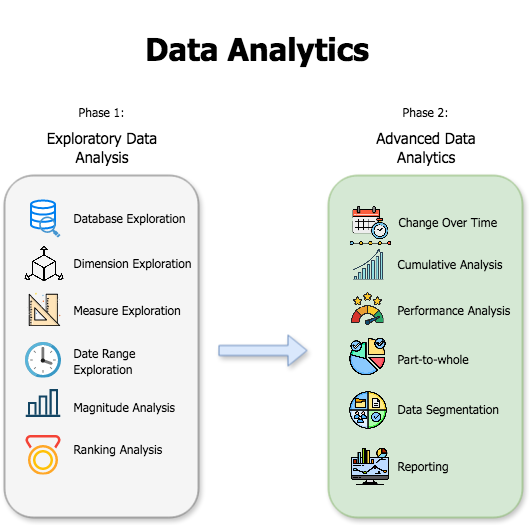 Data Analytics
Phase 1:
Exploratory Data
Analysis
Database Exploration
Dimension Exploration
Measure Exploration
Date Range
Exploration
Magnitude Analysis
Ranking Analysis
Phase 2:
Advanced Data
Analytics
Change Over Time
Cumulative Analysis
Performance Analysis
Part-to-whole
Data Segmentation
Reporting